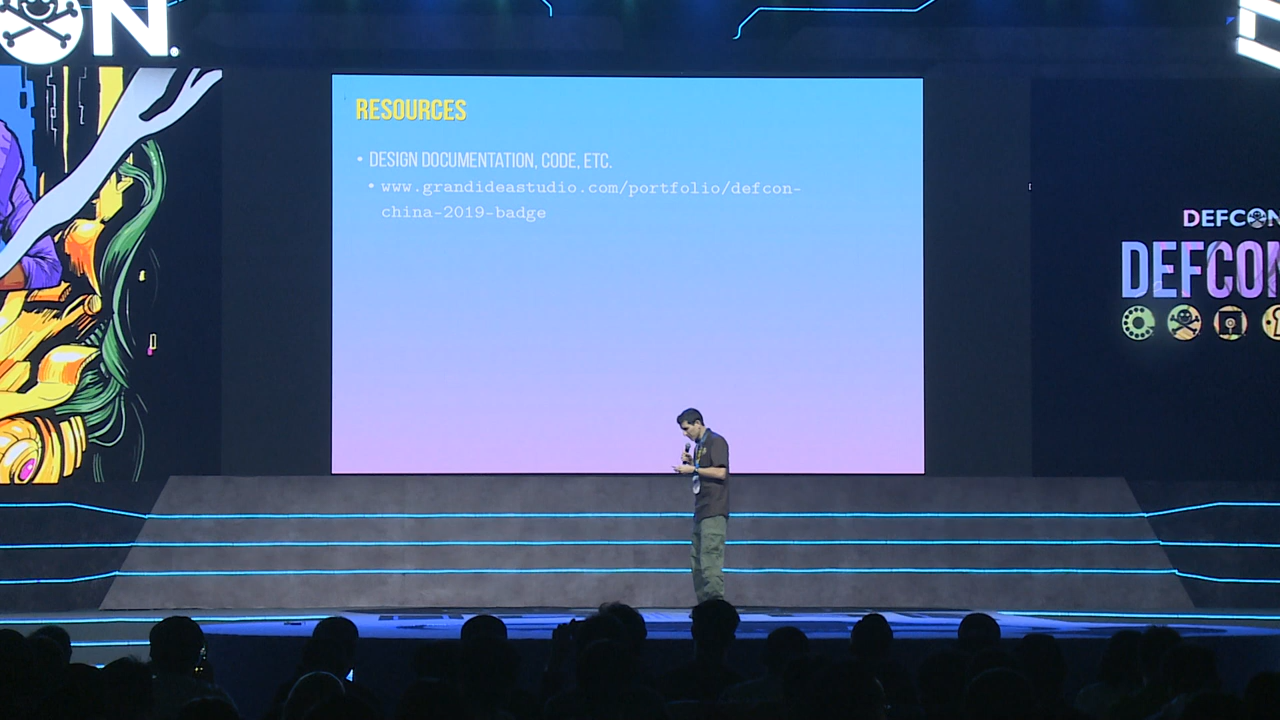 ON.
RESOURCES
• DESIGN DOCUMENTATION, CODE, ETC.
• www.grandideastudio.com/portfolio/defcon-
china-2019-badge
DEFCON
DEFCON